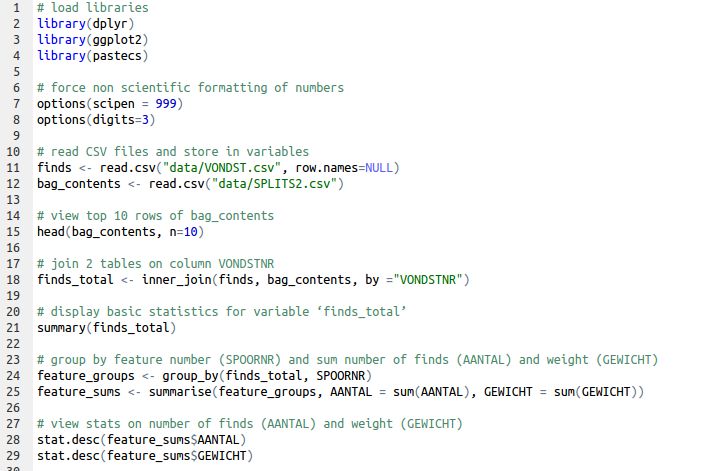 1 # load libraries
2 library(dplyr)
3 library(ggplot2)
4 library(pastecs)
5
6 # force non scientific formatting of numbers
7 options(scipen = 999)
8 options(digits=3)
9
10 # read CSV files and store in variables
11 finds <- read.csv("data/VONDST.csv", row.names=NULL)
12 bag_contents <- read.csv("data/SPLITS2.csv")
13
14 # view top 10 rows of bag_contents
15 head(bag_contents, n=10)
16
17 # join 2 tables on column VONDSTNR
18 finds_total <- inner_join(finds, bag_contents, by ="VONDSTNR")
19
20 # display basic statistics for variable ‘finds_total’
21 summary(finds_total)
22
23 # group by feature number (SPOORNR) and sum number of finds (AANTAL) and weight (GEWICHT)
24 feature_groups <- group_by(finds_total, SPOORNR)
25 feature_sums <- summarise(feature_groups, AANTAL = sum(AANTAL), GEWICHT = sum(GEWICHT))
26
27 # view stats on number of finds (AANTAL) and weight (GEWICHT)
28 stat.desc(feature_sums$AANTAL)
29 stat.desc(feature_sums$GEWICHT)